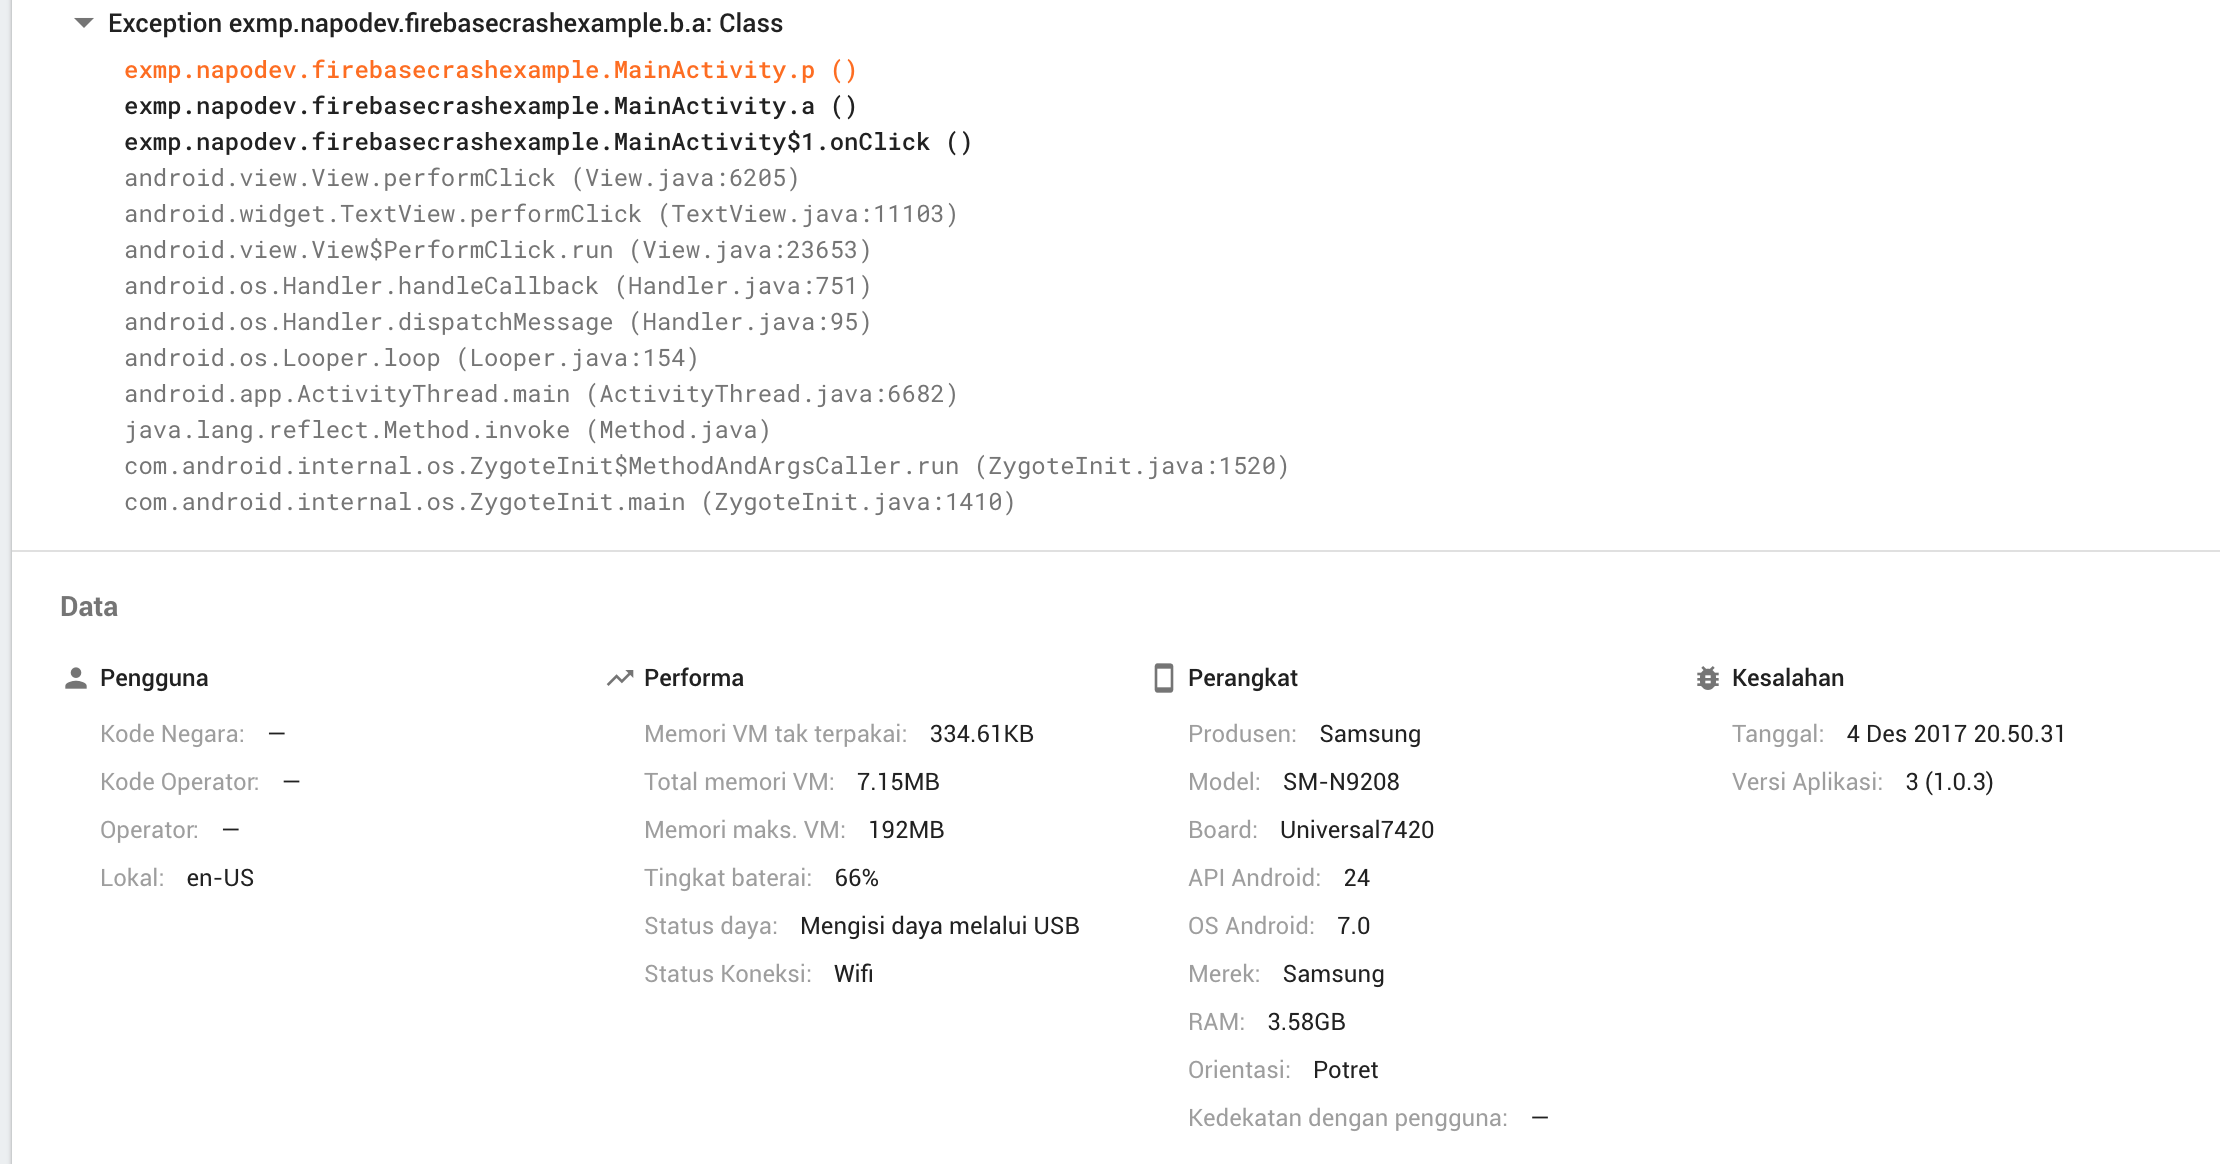 Exception exmp.napodev.firebasecrashexample.b.a: Class
exmp.napodev.firebasecrashexample.MainActivity.p ()
exmp.napodev.firebasecrashexample.MainActivity.a ()
exmp.napodev.firebasecrashexample.MainActivity$1.onClick ()
android.view.View.performClick (View.java:6205)
android.widget.TextView.performClick (TextView.java:11103)
android.view.View$PerformClick.run (View.java:23653)
android.os.Handler.handleCallback (Handler.java:751)
android.os.Handler.dispatchMessage (Handler.java:95)
android.os.Looper.loop (Looper.java:154)
android.app.ActivityThread.main (ActivityThread.java:6682)
java.lang.reflect.Method.invoke (Method.java)
com.android.internal.os.ZygoteInit$MethodAndArgsCaller.run (ZygoteInit.java:1520)
com.android.internal.os.ZygoteInit.main (ZygoteInit.java:1410)
Data
Pengguna
Kode Negara: —
Kode Operator: —
Operator: —
Lokal: en-US
Performa
Memori VM tak terpakai: 334.61KB
Total memori VM: 7.15MB
Memori maks. VM: 192MB
Tingkat baterai: 66%
Status daya: Mengisi daya melalui USB
Status Koneksi: Wifi
Perangkat
Produsen: Samsung
Model: SM-N9208
Board: Universal7420
API Android: 24
OS Android: 7.0
Merek: Samsung
RAM: 3.58GB
Orientasi: Potret
Kedekatan dengan pengguna: —
Kesalahan
Tanggal: 4 Des 2017 20.50.31
Versi Aplikasi: 3 (1.0.3)